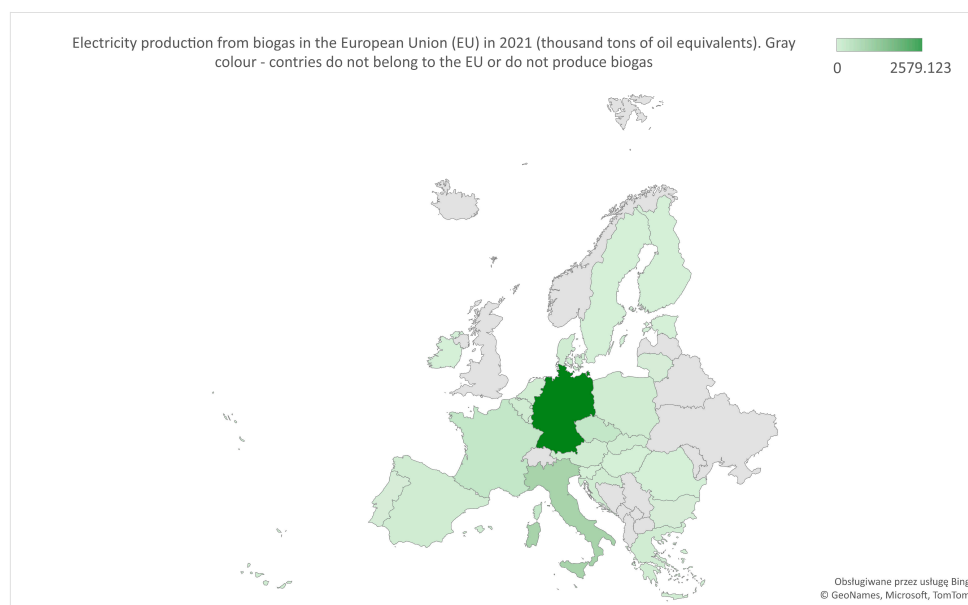 Electricity production from biogas in the European Union (EU) in 2021 (thousand tons of oil equivalents). Gray
colour - contries do not belong to the EU or do not produce biogas
0 2579.123
Obsługiwane przez usługę Bing
© GeoNames, Microsoft, TomTom